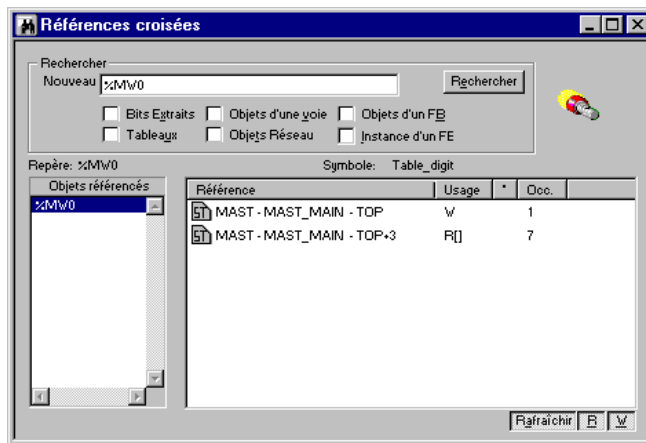 Références croisées
Rechercher
Nouveau %MW0 Rechercher
Bits Extraits Objets d'une voie Objets d'un FB
Tableaux Objets Réseau Instance d'un FE
Repère: %MW0 Symbole: Table_digit
Objets référencés Référence Usage * Occ.
%MW0
ST MAST - MAST_MAIN - TOP W 1
ST MAST - MAST_MAIN - TOP+3 R[] 7
Rafraîchir R W